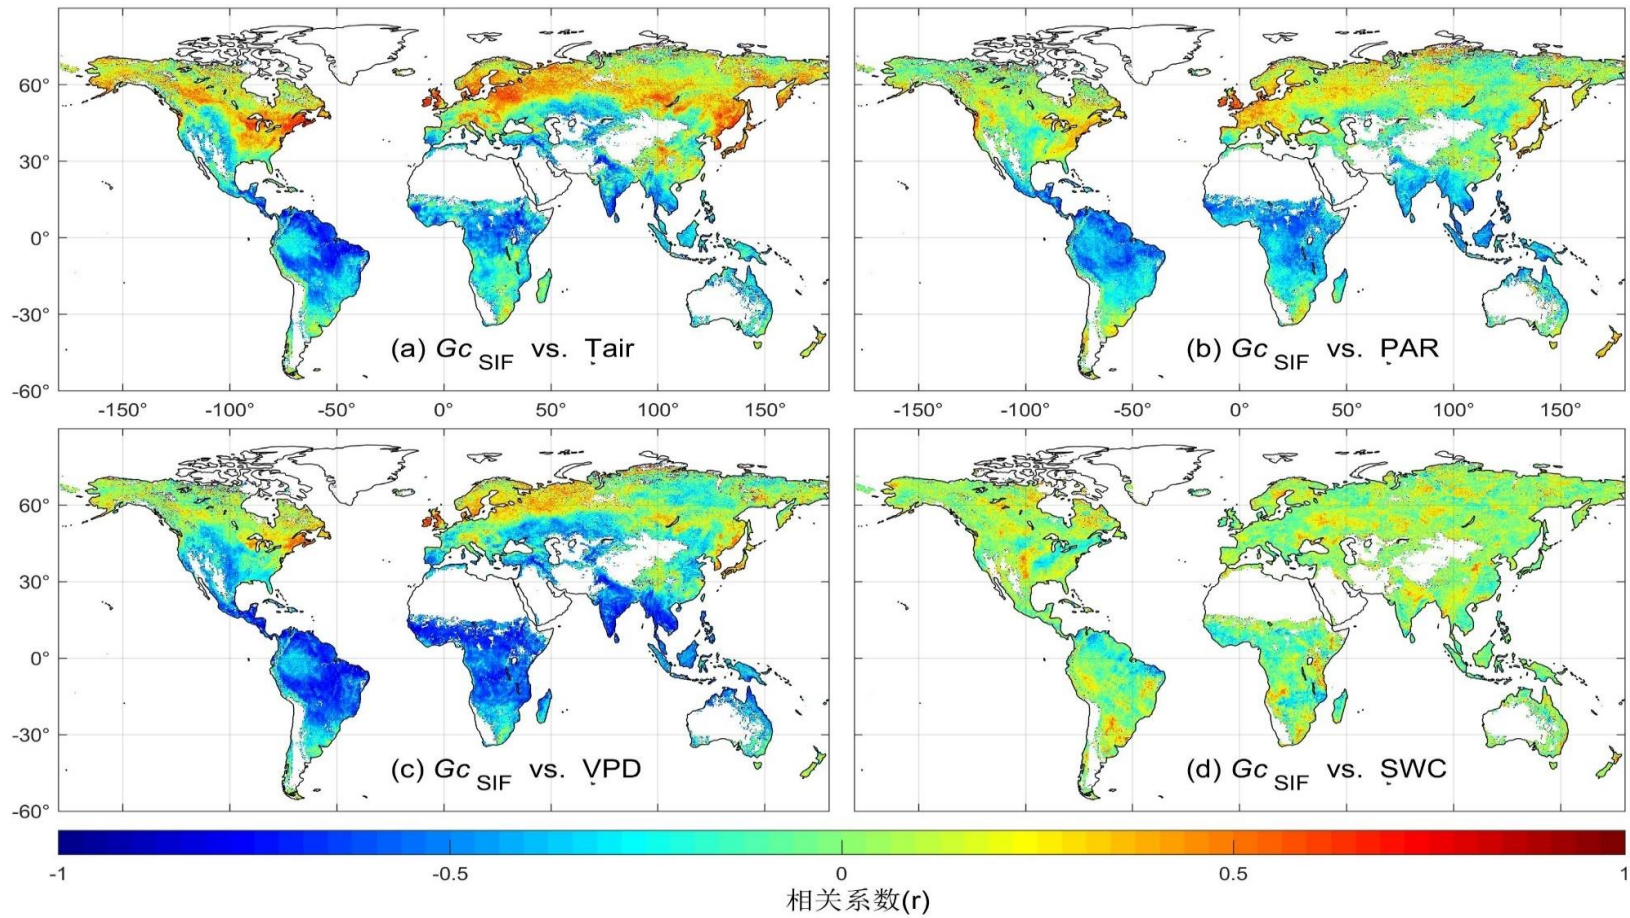 60°
30°
0°
-30°
-60°
(a) Gc SIF vs. Tair
(b) Gc SIF vs. PAR
-150° -100° -50° 0° 50° 100° 150°
-150° -100° -50° 0° 50° 100° 150°
60°
30°
0°
-30°
-60°
(c) Gc SIF vs. VPD
(d) Gc SIF vs. SWC
-1 -0.5 0 0.5 1
相关系数(r)